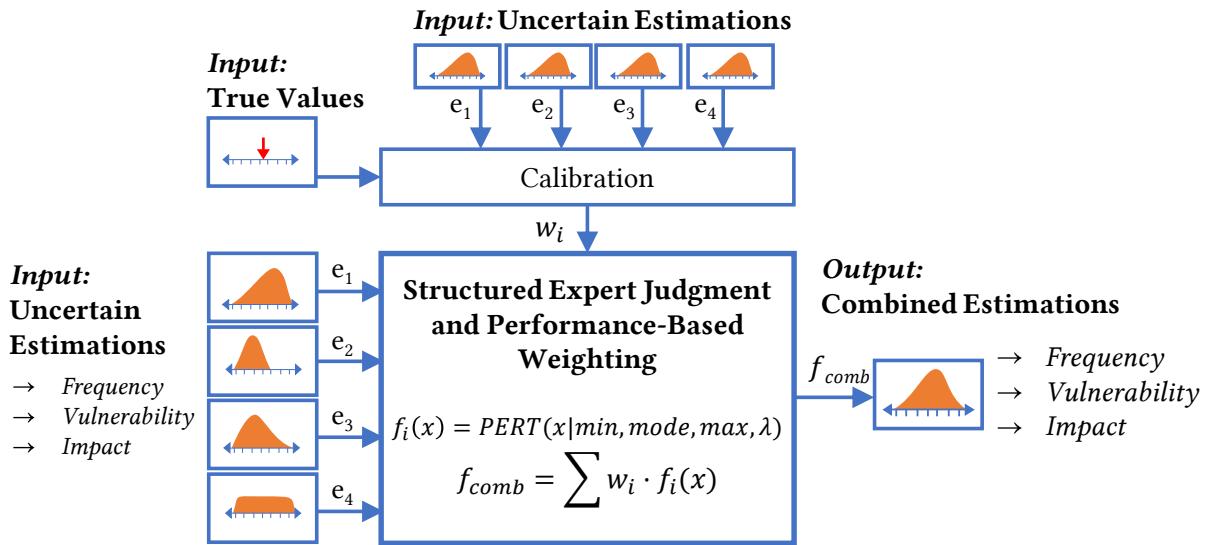 Input: Uncertain Estimations
e₁ e₂ e₃ e₄
Input:
True Values
Calibration
wᵢ
Input:
Uncertain
Estimations
→ Frequency
→ Vulnerability
→ Impact
e₁
e₂
e₃
e₄
Structured Expert Judgment
and Performance-Based
Weighting
fᵢ(x) = PERT(x|min, mode, max, λ)
f_comb = ∑ wᵢ · fᵢ(x)
Output:
Combined Estimations
f_comb
→ Frequency
→ Vulnerability
→ Impact